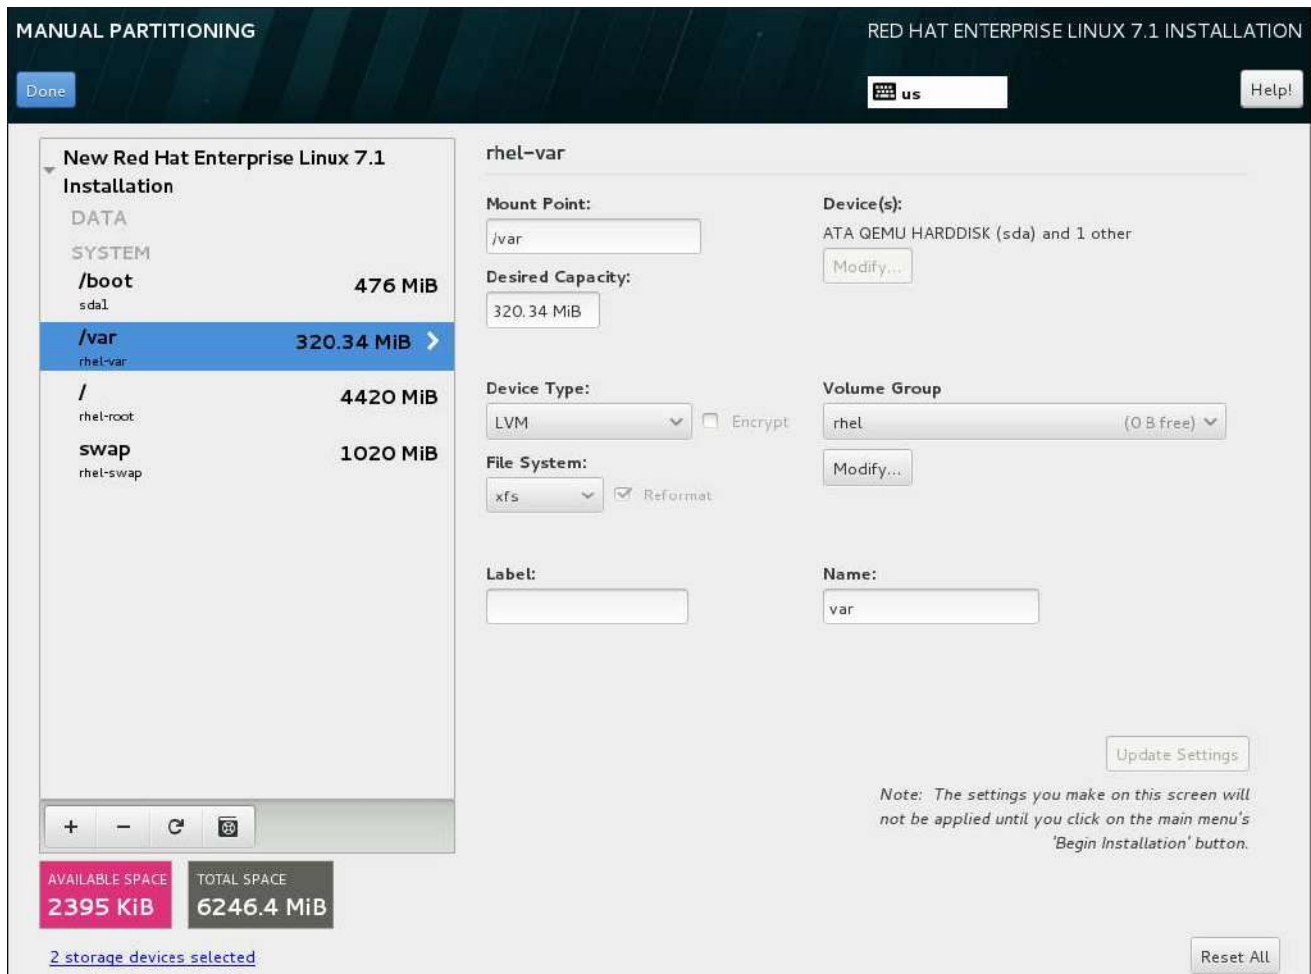 MANUAL PARTITIONING
RED HAT ENTERPRISE LINUX 7.1 INSTALLATION
Done
us
Help!
New Red Hat Enterprise Linux 7.1
Installation
DATA
SYSTEM
/boot
476 MiB
sda1
/var
320.34 MiB
rhel-var
/
4420 MiB
rhel-root
swap
1020 MiB
rhel-swap
+ −
AVAILABLE SPACE
2395 KiB
TOTAL SPACE
6246.4 MiB
2 storage devices selected
rhel-var
Mount Point:
/var
Desired Capacity:
320.34 MiB
Device(s):
ATA QEMU HARDDISK (sda) and 1 other
Modify...
Device Type:
LVM
Encrypt
File System:
xfs
Reformat
Volume Group
rhel (0 B free)
Modify...
Label:
Name:
var
Update Settings
Note: The settings you make on this screen will
not be applied until you click on the main menu's
'Begin Installation' button.
Reset All